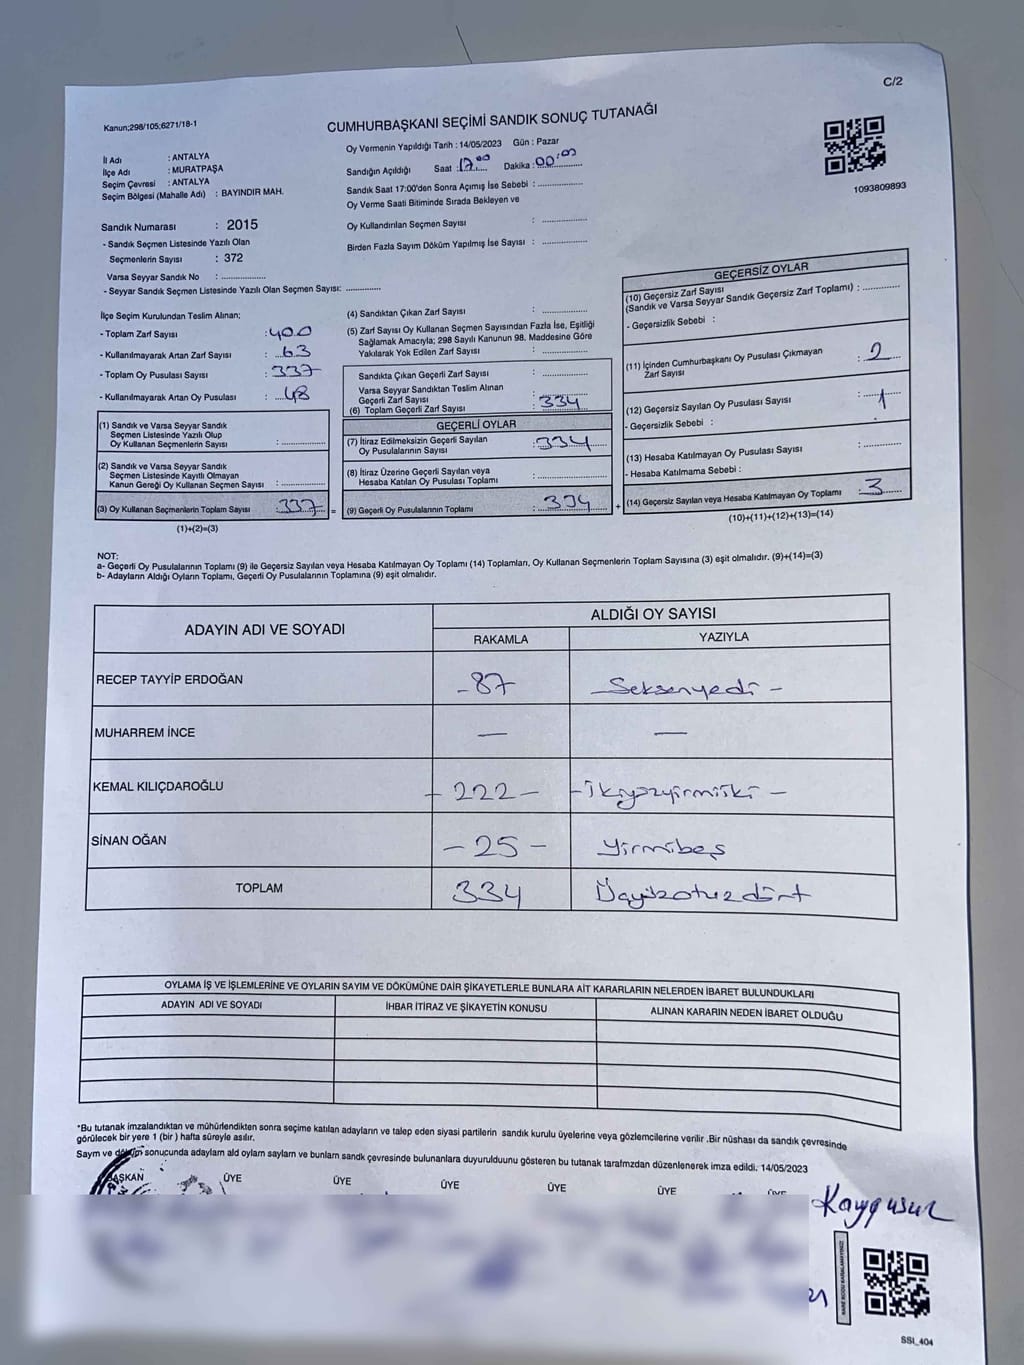 C/2
Kanun;298/105;6271/18-1
CUMHURBAŞKANI SEÇİMİ SANDIK SONUÇ TUTANAĞI
İl Adı : ANTALYA
İlçe Adı : MURATPAŞA
Seçim Çevresi : ANTALYA
Seçim Bölgesi (Mahalle Adı) : BAYINDIR MAH.
Sandık Numarası : 2015
- Sandık Seçmen Listesinde Yazılı Olan
Seçmenlerin Sayısı : 372
Varsa Seyyar Sandık No : ..................
- Seyyar Sandık Seçmen Listesinde Yazılı Olan Seçmen Sayısı: ..............
Oy Vermenin Yapıldığı Tarih : 14/05/2023 Gün : Pazar
Sandığın Açıldığı Saat : 17.00 Dakika : 00:00
Sandık Saat 17:00'den Sonra Açımış İse Sebebi : ..................
Oy Verme Saati Bitiminde Sırada Bekleyen ve
Oy Kullandırılan Seçmen Sayısı : ..................
Birden Fazla Sayım Döküm Yapılmış İse Sayısı : ..................
1093809893
İlçe Seçim Kurulundan Teslim Alınan;
- Toplam Zarf Sayısı : 400
- Kullanılmayarak Artan Zarf Sayısı : 63
- Toplam Oy Pusulası Sayısı : 337
- Kullanılmayarak Artan Oy Pusulası : 48
(1) Sandık ve Varsa Seyyar Sandık
Seçmen Listesinde Yazılı Olup
Oy Kullanan Seçmenlerin Sayısı : ..................
(2) Sandık ve Varsa Seyyar Sandık
Seçmen Listesinde Kayıtlı Olmayan
Kanun Gereği Oy Kullanan Seçmen Sayısı : ..................
(3) Oy Kullanan Seçmenlerin Toplam Sayısı : 337 =
(1)+(2)=(3)
(4) Sandıktan Çıkan Zarf Sayısı : ..................
(5) Zarf Sayısı Oy Kullanan Seçmen Sayısından Fazla İse, Eşitliği
Sağlamak Amacıyla; 298 Sayılı Kanunun 98. Maddesine Göre
Yakılarak Yok Edilen Zarf Sayısı : ..................
Sandıkta Çıkan Geçerli Zarf Sayısı : ..................
Varsa Seyyar Sandıktan Teslim Alınan
Geçerli Zarf Sayısı : ..................
(6) Toplam Geçerli Zarf Sayısı : 334
GEÇERLİ OYLAR
(7) İtiraz Edilmeksizin Geçerli Sayılan
Oy Pusulalarının Sayısı : 334
(8) İtiraz Üzerine Geçerli Sayılan veya
Hesaba Katılan Oy Pusulası Toplamı : ..................
(9) Geçerli Oy Pusulalarının Toplamı : 334 +
GEÇERSİZ OYLAR
(10) Geçersiz Zarf Sayısı
(Sandık ve Varsa Seyyar Sandık Geçersiz Zarf Toplamı) : ..............
- Geçersizlik Sebebi :
(11) İçinden Cumhurbaşkanı Oy Pusulası Çıkmayan
Zarf Sayısı : 2
(12) Geçersiz Sayılan Oy Pusulası Sayısı : 1
- Geçersizlik Sebebi :
(13) Hesaba Katılmayan Oy Pusulası Sayısı : ..............
- Hesaba Katılmama Sebebi :
(14) Geçersiz Sayılan veya Hesaba Katılmayan Oy Toplamı : 3
(10)+(11)+(12)+(13)=(14)
NOT:
a- Geçerli Oy Pusulalarının Toplamı (9) ile Geçersiz Sayılan veya Hesaba Katılmayan Oy Toplamı (14) Toplamları, Oy Kullanan Seçmenlerin Toplam Sayısına (3) eşit olmalıdır. (9)+(14)=(3)
b- Adayların Aldığı Oyların Toplamı, Geçerli Oy Pusulalarının Toplamına (9) eşit olmalıdır.
ADAYIN ADI VE SOYADI
ALDIĞI OY SAYISI
RAKAMLA YAZIYLA
RECEP TAYYİP ERDOĞAN - 87 - Seksenyedi -
MUHARREM İNCE — —
KEMAL KILIÇDAROĞLU - 222 - - ikiyüzyirmiiki -
SİNAN OĞAN - 25 - Yirmibeş
TOPLAM 334 Üçyüzotuzdört
OYLAMA İŞ VE İŞLEMLERİNE VE OYLARIN SAYIM VE DÖKÜMÜNE DAİR ŞİKAYETLERLE BUNLARA AİT KARARLARIN NELERDEN İBARET BULUNDUKLARI
ADAYIN ADI VE SOYADI İHBAR İTİRAZ VE ŞİKAYETİN KONUSU ALINAN KARARIN NEDEN İBARET OLDUĞU
*Bu tutanak imzalandıktan ve mühürlendikten sonra seçime katılan adayların ve talep eden siyasi partilerin sandık kurulu üyelerine veya gözlemcilerine verilir .Bir nüshası da sandık çevresinde
görülecek bir yere 1 (bir ) hafta süreyle asılır.
Sayım ve döküm sonucunda adaylam ald oylam saylam ve bunlam sandk çevresinde bulunanlara duyurulduunu gösteren bu tutanak tarafmzdan düzenlenerek imza edildi. 14/05/2023
BAŞKAN ÜYE ÜYE ÜYE ÜYE ÜYE ÜYE
Kaygusuz
SSI_404